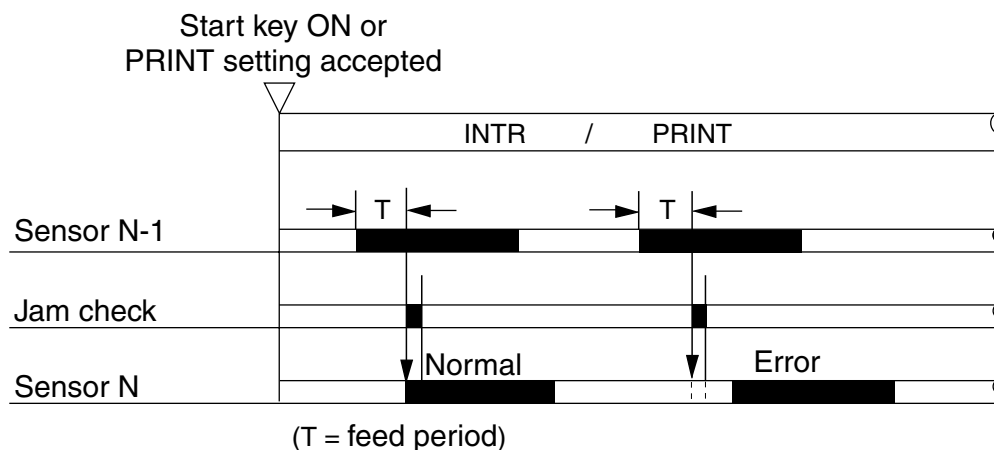 Start key ON or
PRINT setting accepted
INTR / PRINT
T T
Sensor N-1
Jam check
Normal Error
Sensor N
(T = feed period)